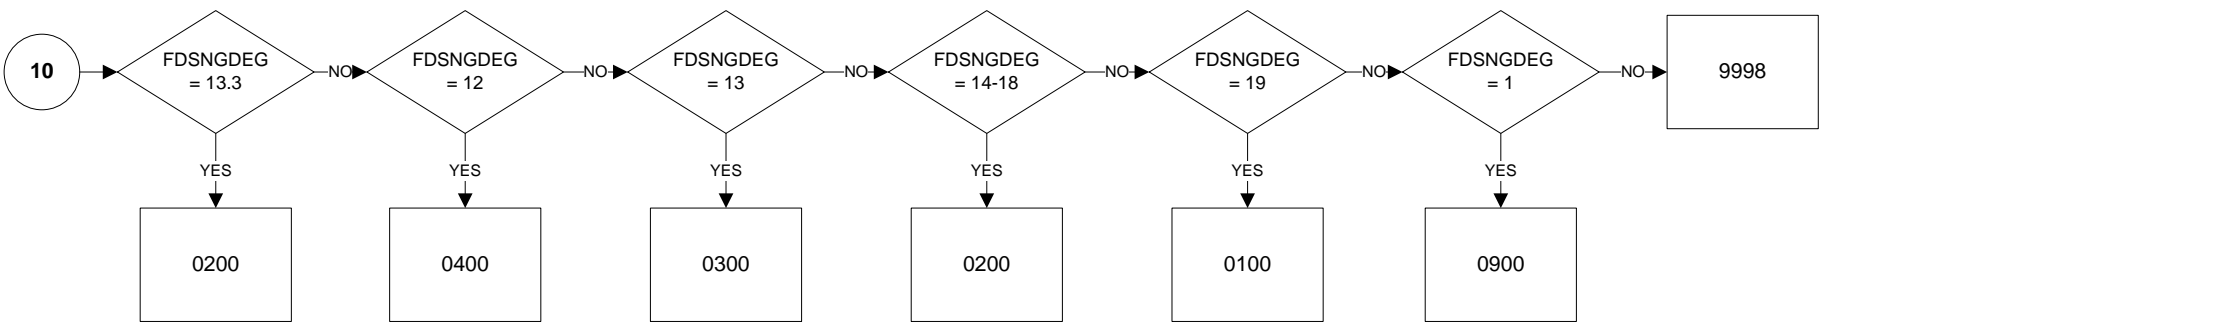 10
FDSNGDEG
= 13.3
NO
FDSNGDEG
= 12
NO
FDSNGDEG
= 13
NO
FDSNGDEG
= 14-18
NO
FDSNGDEG
= 19
NO
FDSNGDEG
= 1
NO
9998
YES
YES
YES
YES
YES
YES
0200
0400
0300
0200
0100
0900